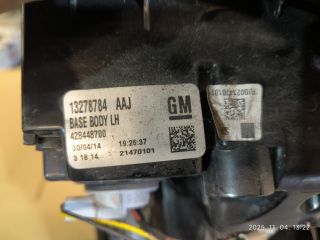 13278784 AAJ
GM
BASE BODY LH
428448700
30/04/14 19:26:37
3 18 14 21470101
2025.11.04 13:22